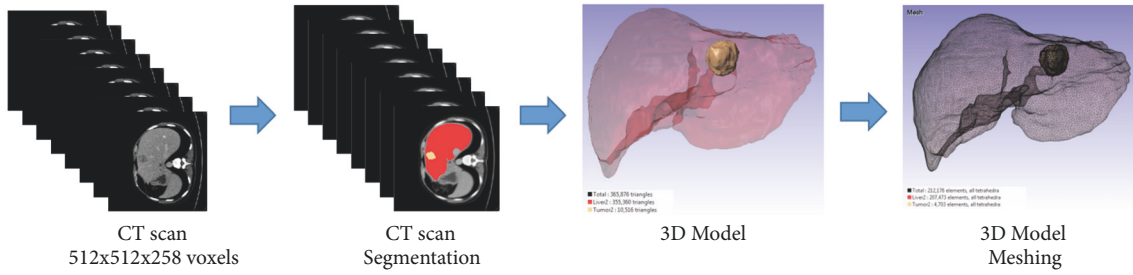 Total : 365,876 triangles
Liver2 : 355,360 triangles
Tumor2 : 10,516 triangles
Mesh
Total : 212,176 elements, all tetrahedra
Liver2 : 207,473 elements, all tetrahedra
Tumor2 : 4,703 elements, all tetrahedra
CT scan
512x512x258 voxels
CT scan
Segmentation
3D Model
3D Model
Meshing